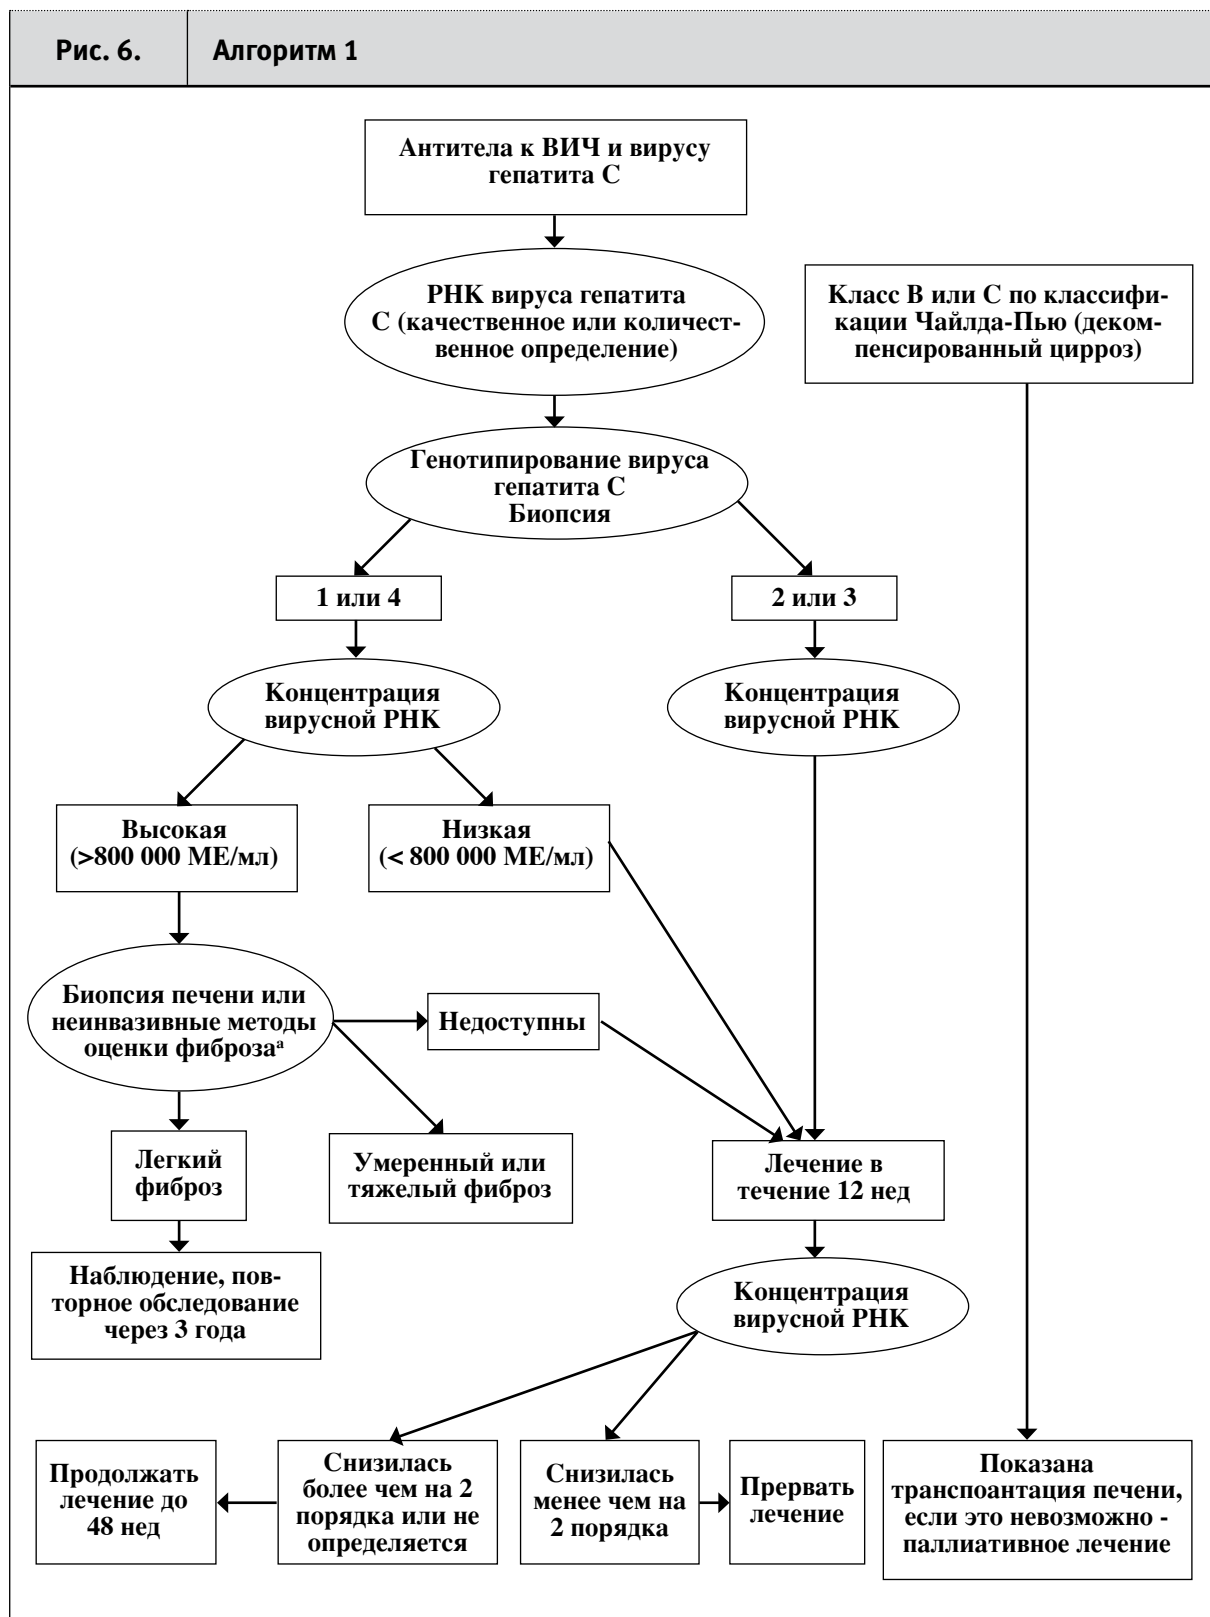 Рис. 6.
Алгоритм 1
Антитела к ВИЧ и вирусу
гепатита С
РНК вируса гепатита
С (качественное или количест-
венное определение)
Класс В или С по классифи-
кации Чайлда-Пью (деком-
пенсированный цирроз)
Генотипирование вируса
гепатита С
Биопсия
1 или 4
2 или 3
Концентрация
вирусной РНК
Концентрация
вирусной РНК
Высокая
(>800 000 МЕ/мл)
Низкая
(< 800 000 МЕ/мл)
Биопсия печени или
неинвазивные методы
оценки фиброзаª
Недоступны
Легкий
фиброз
Умеренный или
тяжелый фиброз
Лечение в
течение 12 нед
Наблюдение, пов-
торное обследование
через 3 года
Концентрация
вирусной РНК
Продолжать
лечение до
48 нед
Снизилась
более чем на 2
порядка или не
определяется
Снизилась
менее чем на
2 порядка
Прервать
лечение
Показана
транспоантация печени,
если это невозможно -
паллиативное лечение